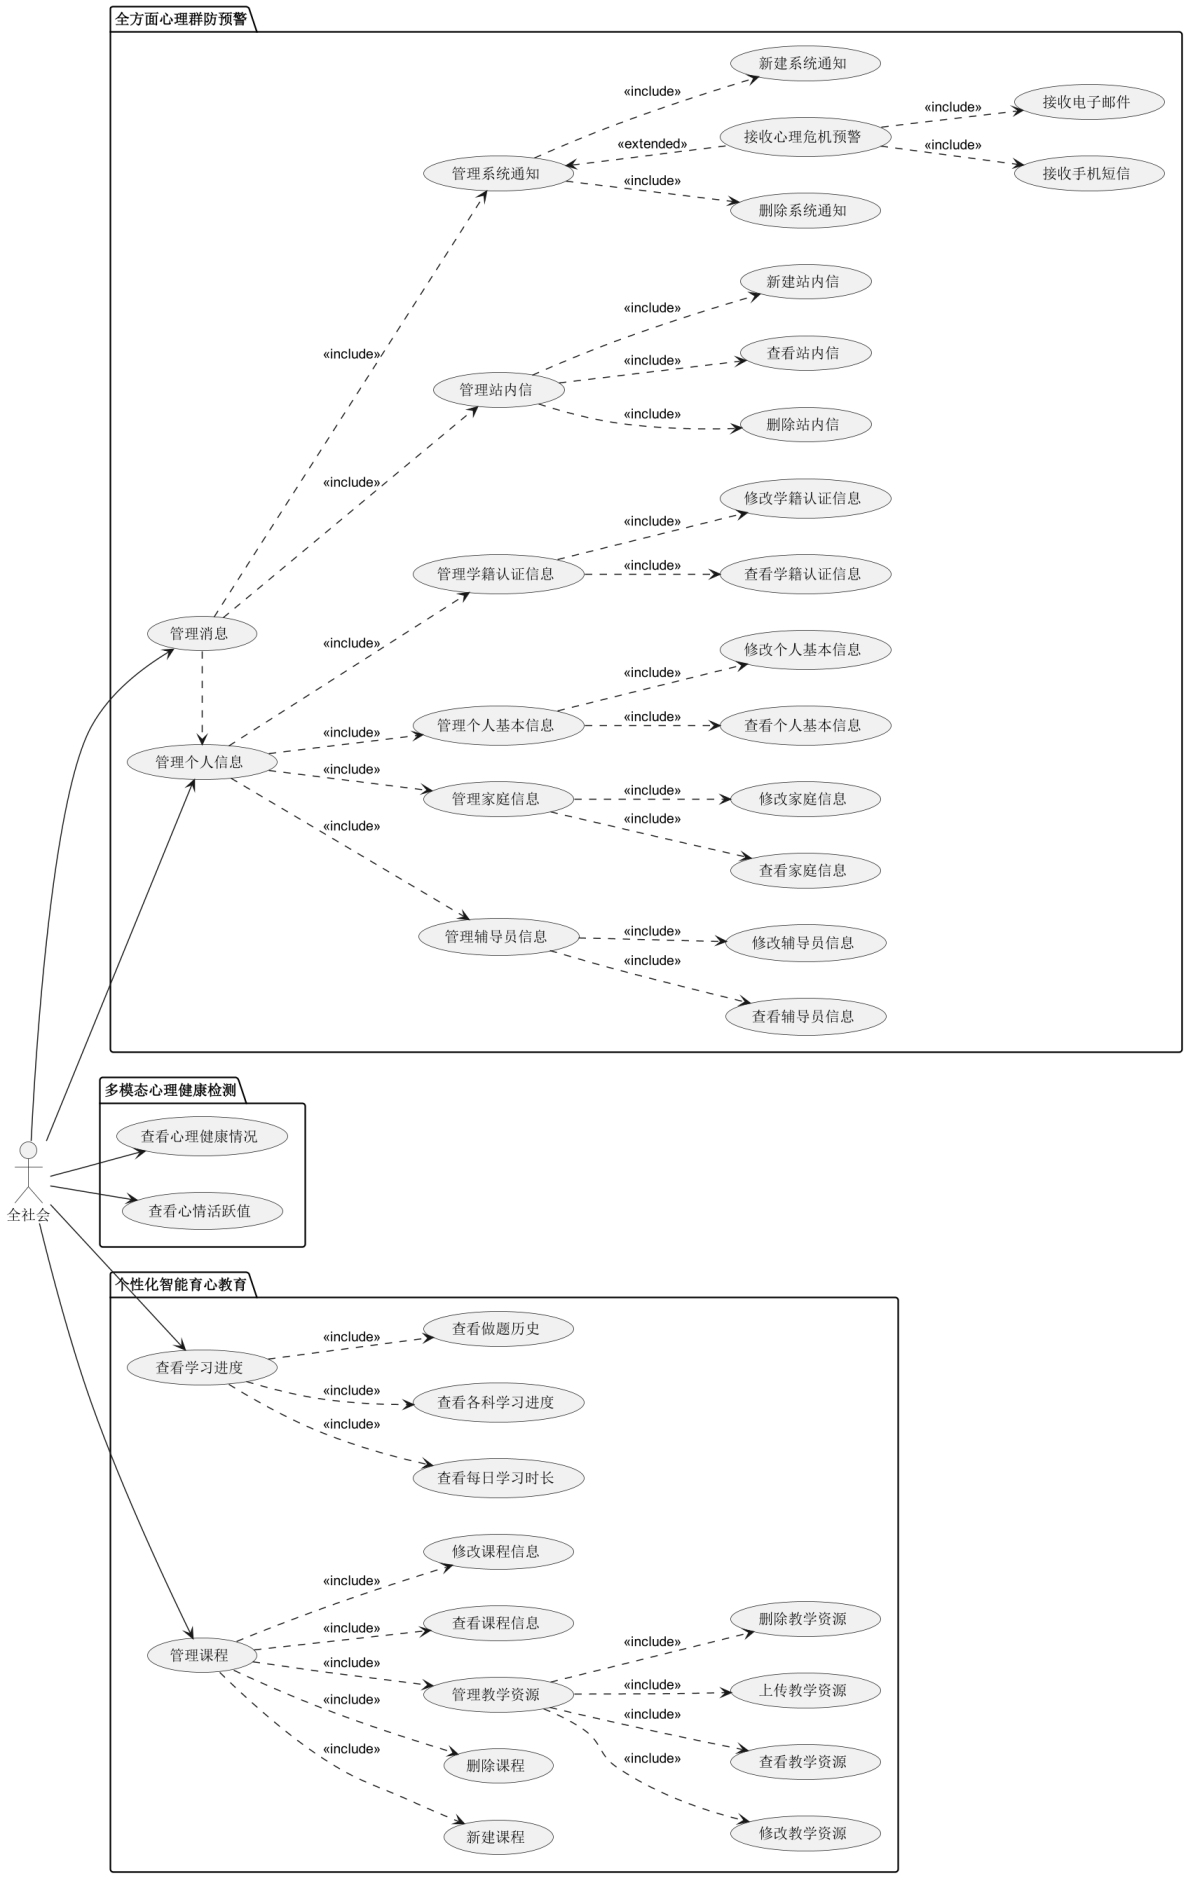 全方面心理群防预警
新建系统通知
«include»
接收电子邮件
«include»
接收心理危机预警
«extended»
«include»
接收手机短信
管理系统通知
«include»
删除系统通知
新建站内信
«include»
«include»
查看站内信
«include»
管理站内信
«include»
删除站内信
«include»
修改学籍认证信息
«include»
管理学籍认证信息
«include»
查看学籍认证信息
管理消息
«include»
修改个人基本信息
«include»
管理个人基本信息
«include»
查看个人基本信息
«include»
管理个人信息
«include»
管理家庭信息
«include»
修改家庭信息
«include»
«include»
查看家庭信息
管理辅导员信息
«include»
修改辅导员信息
«include»
查看辅导员信息
多模态心理健康检测
查看心理健康情况
查看心情活跃值
全社会
个性化智能育心教育
查看做题历史
«include»
查看学习进度
«include»
查看各科学习进度
«include»
查看每日学习时长
修改课程信息
«include»
查看课程信息
«include»
删除教学资源
«include»
管理课程
«include»
管理教学资源
«include»
上传教学资源
«include»
«include»
查看教学资源
«include»
删除课程
«include»
新建课程
修改教学资源